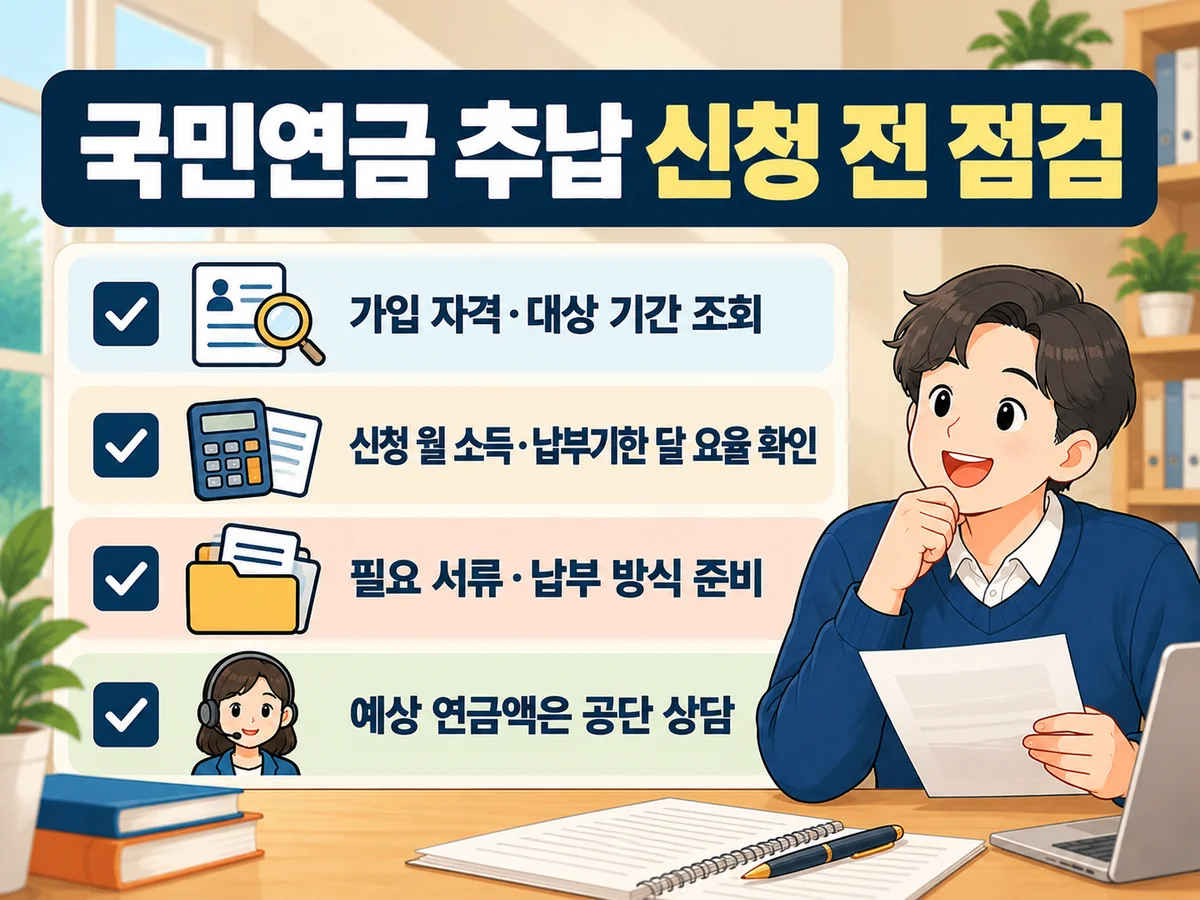 국민연금 추납 신청 전 점검
가입 자격·대상 기간 조회
신청 월 소득·납부기한 달 요율 확인
필요 서류·납부 방식 준비
예상 연금액은 공단 상담